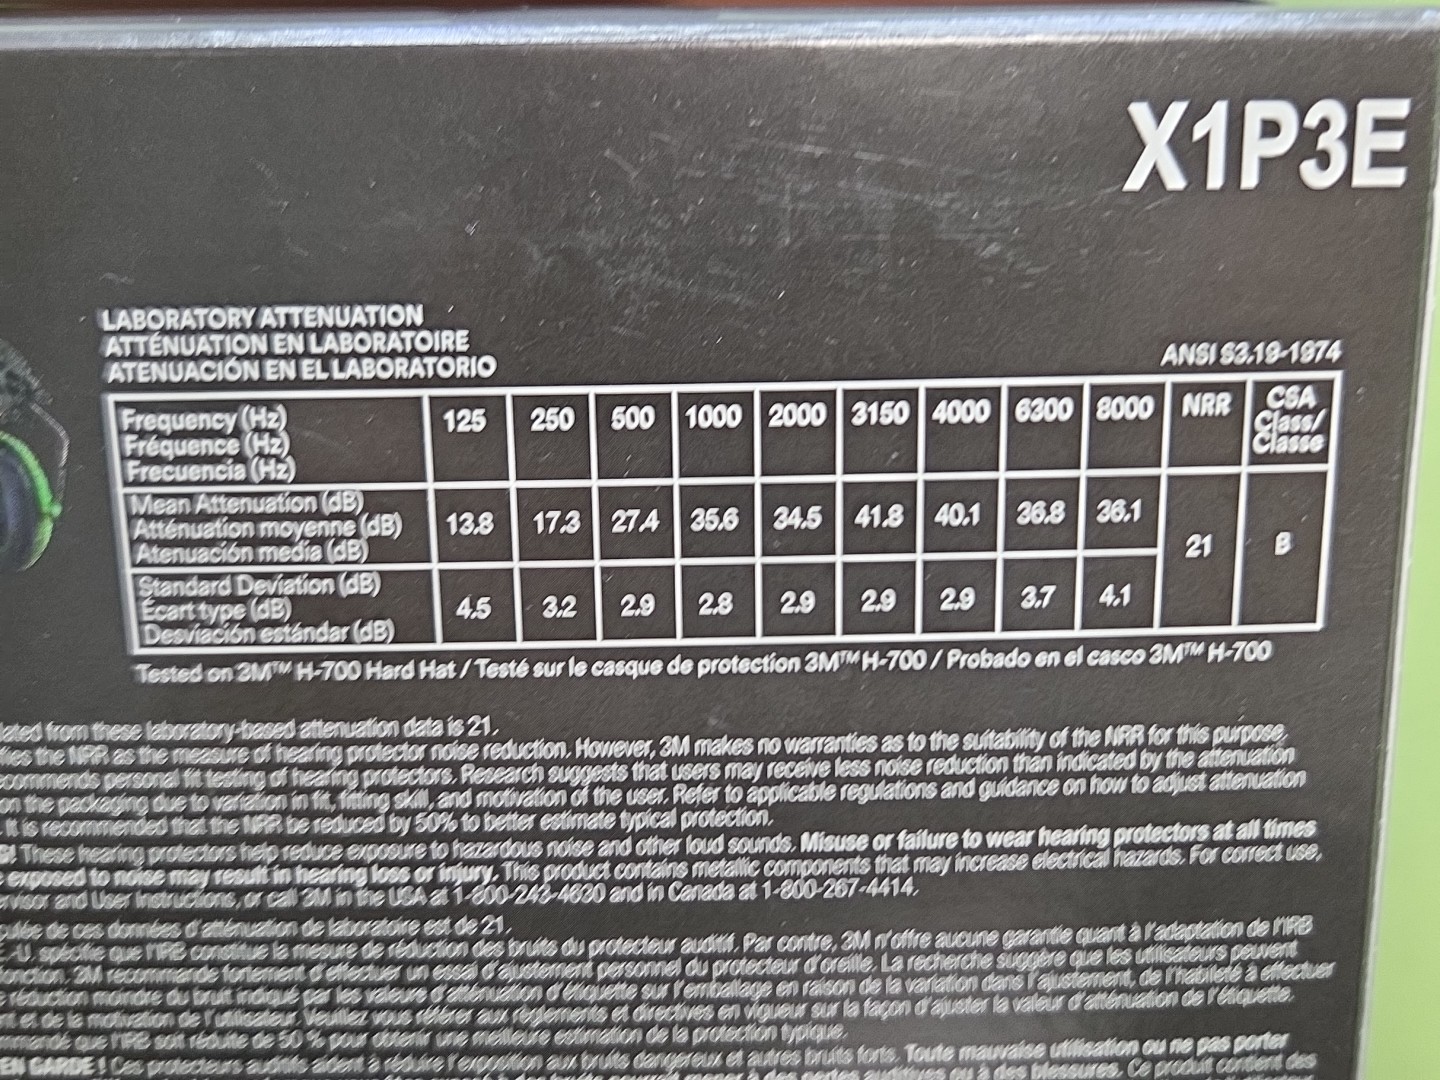 X1P3E
LABORATORY ATTENUATION
ATTÉNUATION EN LABORATOIRE
ATENUACIÓN EN EL LABORATORIO
ANSI S3.19-1974
Frequency (Hz) 125 250 500 1000 2000 3150 4000 6300 8000 NRR CSA
Fréquence (Hz) Class/
Frecuencia (Hz) Classe
Mean Attenuation (dB)
Atténuation moyenne (dB) 13.8 17.3 27.4 35.6 34.5 41.8 40.1 36.8 36.1
Atenuación media (dB) 21 B
Standard Deviation (dB)
Écart type (dB) 4.5 3.2 2.9 2.8 2.9 2.9 2.9 3.7 4.1
Desviación estándar (dB)
Tested on 3M™ H-700 Hard Hat / Testé sur le casque de protection 3M™ H-700 / Probado en el casco 3M™ H-700
from these laboratory-based attenuation data is 21.
the NRR as the measure of hearing protector noise reduction. However, 3M makes no warranties as to the suitability of the NRR for this purpose.
personal fit testing of hearing protectors. Research suggests that users may receive less noise reduction than indicated by the attenuation
on the packaging due to variation in fit, fitting skill, and motivation of the user. Refer to applicable regulations and guidance on how to adjust attenuation
It is recommended that the NRR be reduced by 50% to better estimate typical protection.
These hearing protectors help reduce exposure to hazardous noise and other loud sounds. Misuse or failure to wear hearing protectors at all times
exposed to noise may result in hearing loss or injury. This product contains metallic components that may increase electrical hazards. For correct use,
and User Instructions, or call 3M in the USA at 1-800-243-4630 and in Canada at 1-800-267-4414.
de ces données d'atténuation de laboratoire est de 21.
spécifie que l'IRB constitue la mesure de réduction des bruits du protecteur auditif. Par contre, 3M n'offre aucune garantie quant à l'adaptation de l'IRB
3M recommande fortement d'effectuer un essai d'ajustement personnel du protecteur d'oreille. La recherche suggère que les utilisateurs peuvent
réduction moindre du bruit indiqué par les valeurs d'atténuation d'étiquette sur l'emballage en raison de la variation dans l'ajustement, de l'habileté à effectuer
et de la motivation de l'utilisateur. Veuillez vous référer aux règlements et directives en vigueur sur la façon d'ajuster la valeur d'atténuation de l'étiquette.
que l'IRB soit réduite de 50 % pour obtenir une meilleure estimation de la protection typique.
EN GARDE ! Ces protecteurs auditifs aident à réduire l'exposition aux bruits dangereux et autres bruits forts. Toute mauvaise utilisation ou ne pas porter
des pertes auditives ou à des blessures. Ce produit contient des